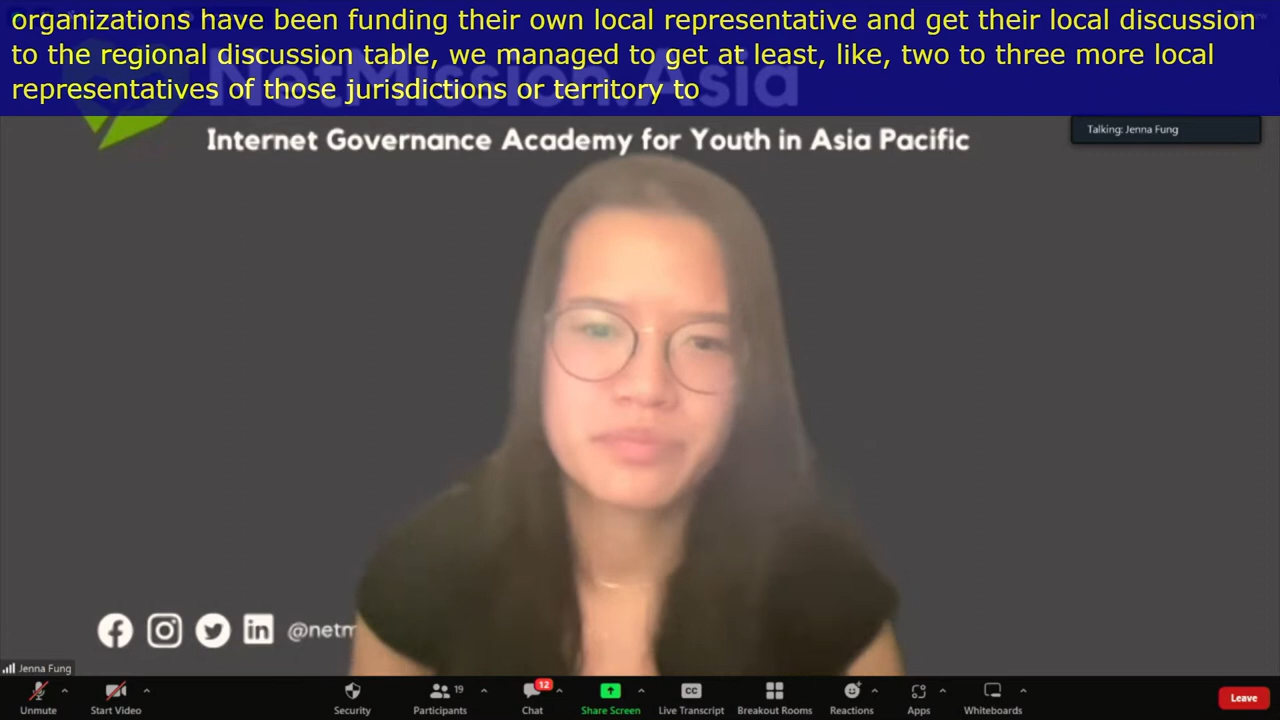 organizations have been funding their own local representative and get their local discussion
to the regional discussion table, we managed to get at least, like, two to three more local
representatives of those jurisdictions or territory to
NetMission.Asia
Internet Governance Academy for Youth in Asia Pacific
Talking: Jenna Fung
@netm
Jenna Fung
Unmute
Start Video
Security
Participants 19
Chat 12
Share Screen
CC Live Transcript
Breakout Rooms
Reactions
Apps
Whiteboards
Leave